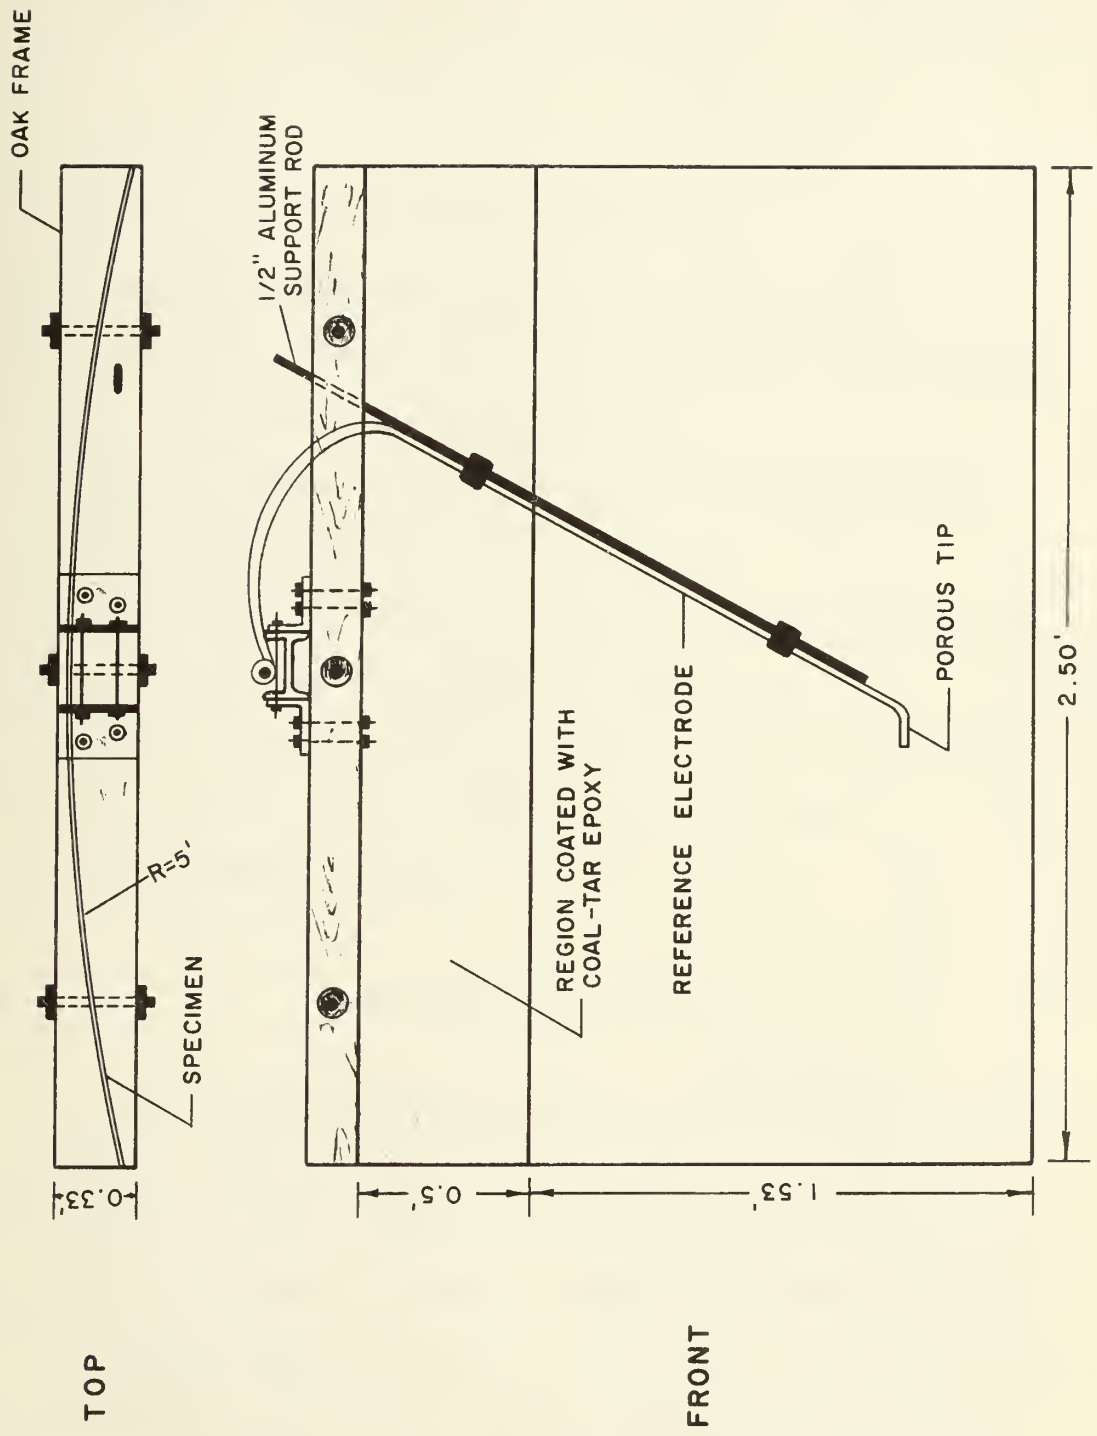 TOP
OAK FRAME
0.33'
R=5'
SPECIMEN
FRONT
1/2" ALUMINUM
SUPPORT ROD
0.5'
REGION COATED WITH
COAL-TAR EPOXY
REFERENCE ELECTRODE
1.53'
POROUS TIP
2.50'